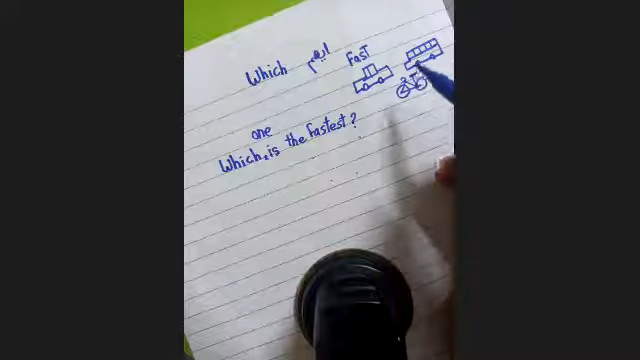 Which ايهم Fast
one
Which is the fastest?